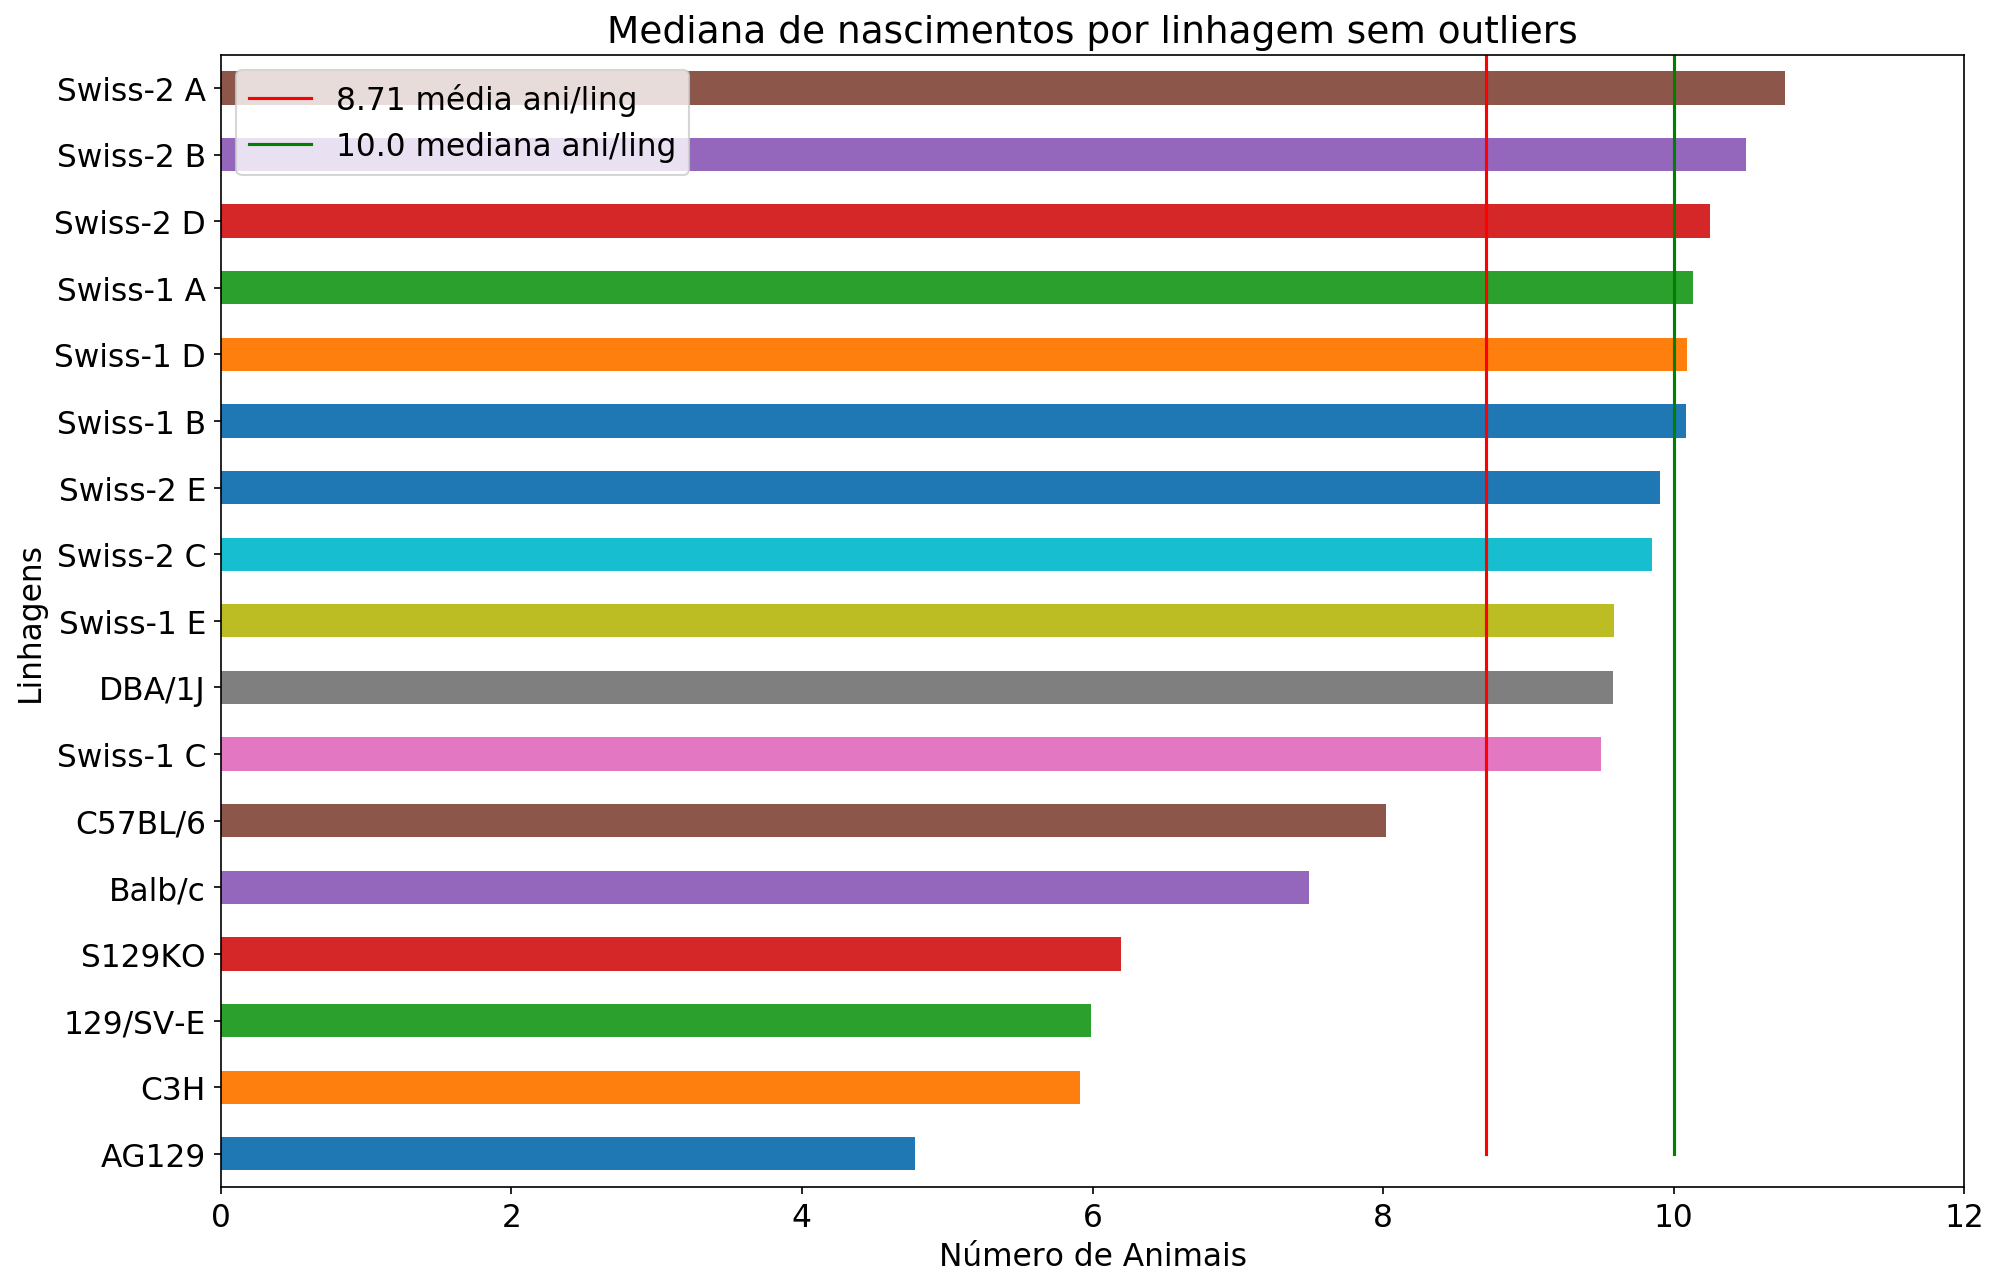 Mediana de nascimentos por linhagem sem outliers
8.71 média ani/ling
10.0 mediana ani/ling
Linhagens
Swiss-2 A
Swiss-2 B
Swiss-2 D
Swiss-1 A
Swiss-1 D
Swiss-1 B
Swiss-2 E
Swiss-2 C
Swiss-1 E
DBA/1J
Swiss-1 C
C57BL/6
Balb/c
S129KO
129/SV-E
C3H
AG129
0 2 4 6 8 10 12
Número de Animais